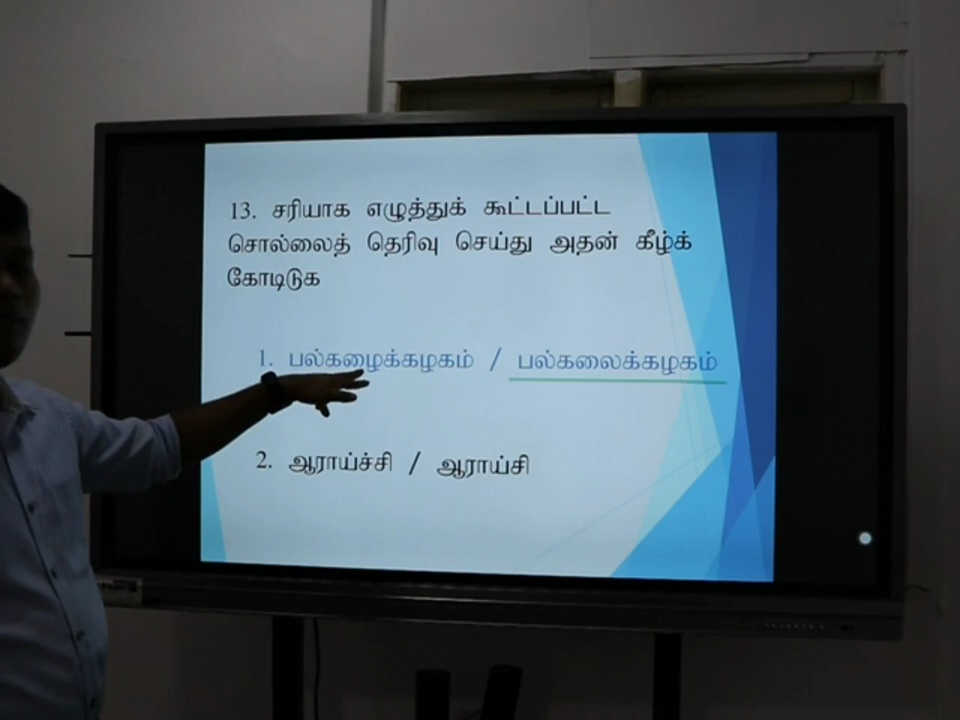 13. சரியாக எழுத்துக் கூட்டப்பட்ட
சொல்லைத் தெரிவு செய்து அதன் கீழ்க்
கோடிடுக
1. பல்கழைக்கழகம் / பல்கலைக்கழகம்
2. ஆராய்ச்சி / ஆராய்சி